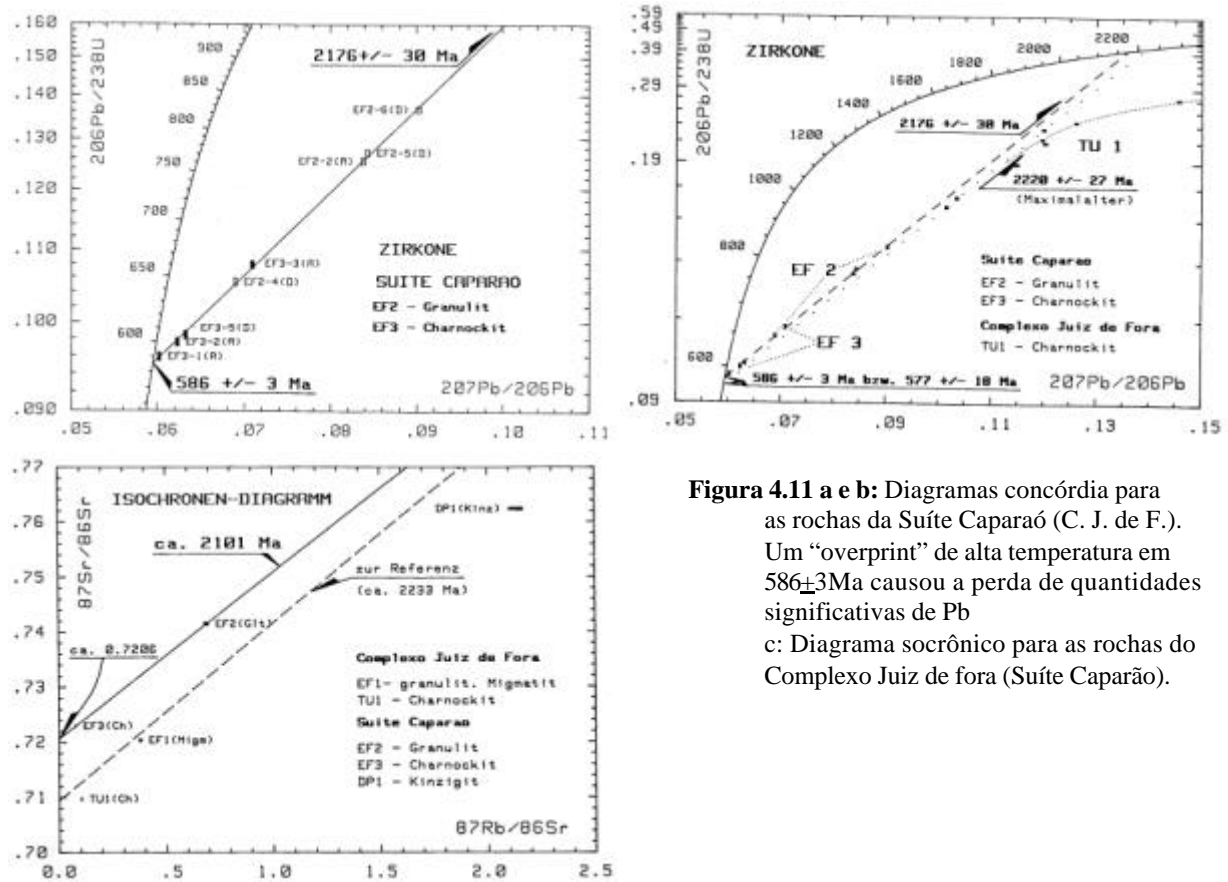 .160
.150
.140
.130
.120
.110
.100
.090
206Pb/238U
900
850
800
750
700
650
600
2176+/- 30 Ma
EF2-6(D)
EF2-5(D)
EF2-2(A)
EF3-3(A)
EF2-4(D)
EF3-5(D)
EF3-2(A)
EF3-1(A)
ZIRKONE
SUITE CAPARAO
EF2 - Granulit
EF3 - Charnockit
586 +/- 3 Ma
207Pb/206Pb
.05 .06 .07 .08 .09 .10 .11
.59
.49
.39
.29
.19
.09
206Pb/238U
ZIRKONE
2200
2000
1800
1600
1400
1200
1000
800
600
2176 +/- 30 Ma
TU 1
2220 +/- 27 Ma
(Maximalalter)
EF 2
EF 3
Suite Caparao
EF2 - Granulit
EF3 - Charnockit
Complexo Juiz de Fora
TU1 - Charnockit
586 +/- 3 Ma bzw. 577 +/- 18 Ma
207Pb/206Pb
.05 .07 .09 .11 .13 .15
.77
.76
.75
.74
.73
.72
.71
.70
87Sr/86Sr
ISOCHRONEN-DIAGRAMM
DP1(Kinz)
ca. 2101 Ma
zur Referenz
(ca. 2233 Ma)
EF2(Glt)
ca. 0.7206
EF3(Ch)
EF1(Migm)
TU1(Ch)
Complexo Juiz de Fora
EF1- granulit. Migmatit
TU1 - Charnockit
Suite Caparao
EF2 - Granulit
EF3 - Charnockit
DP1 - Kinzigit
87Rb/86Sr
0.0 .5 1.0 1.5 2.0 2.5
Figura 4.11 a e b: Diagramas concórdia para
as rochas da Suíte Caparaó (C. J. de F.).
Um “overprint” de alta temperatura em
586±3Ma causou a perda de quantidades
significativas de Pb
c: Diagrama socrônico para as rochas do
Complexo Juiz de fora (Suíte Caparão).